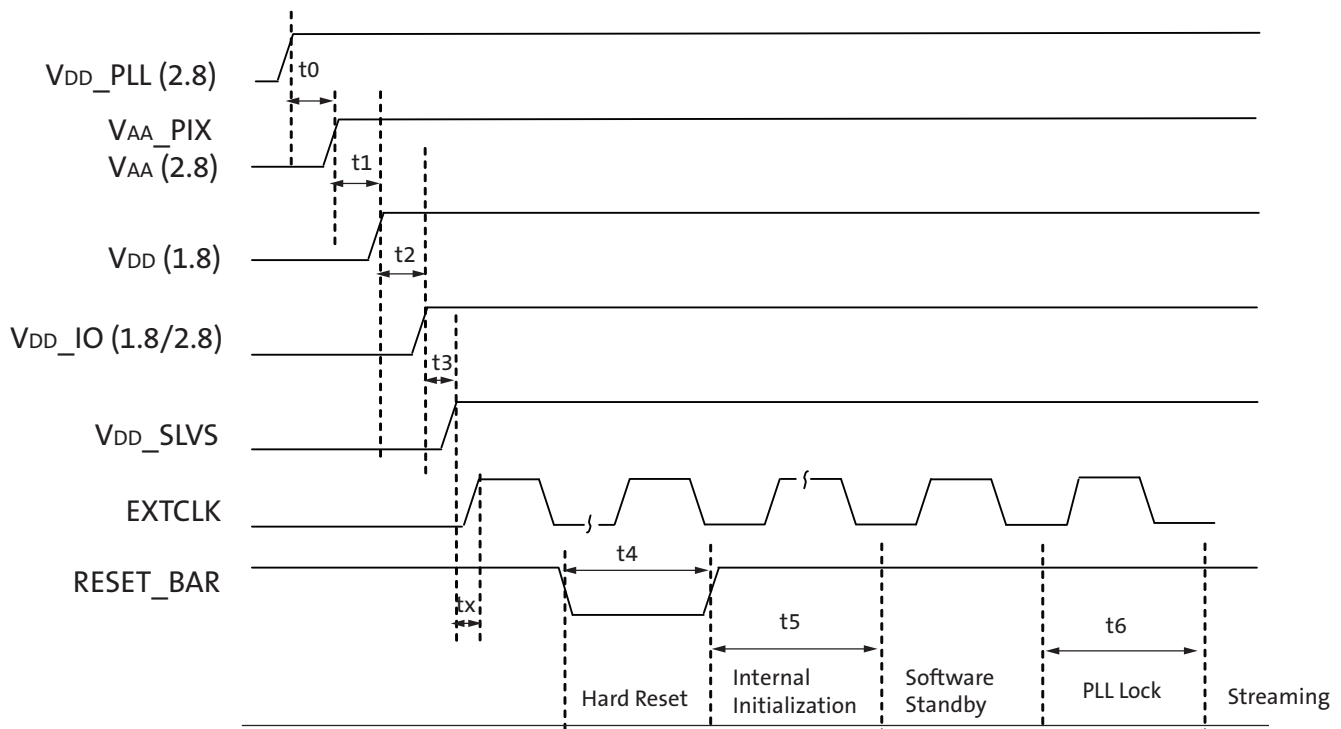 VDD_PLL (2.8)
t0
VAA_PIX
VAA (2.8)
t1
VDD (1.8)
t2
VDD_IO (1.8/2.8)
t3
VDD_SLVS
EXTCLK
RESET_BAR
t4
tx
t5
t6
Hard Reset
Internal
Initialization
Software
Standby
PLL Lock
Streaming